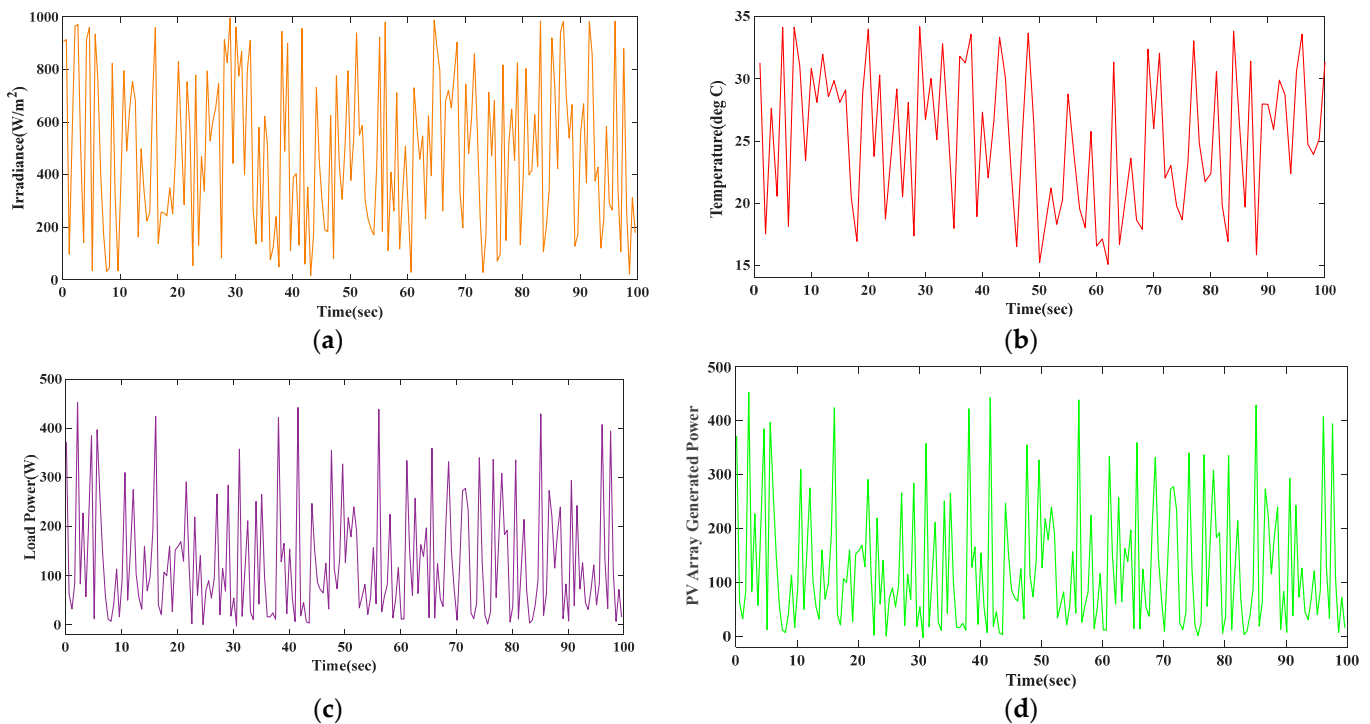 1000
800
600
400
200
0
Irradiance(W/m²)
0 10 20 30 40 50 60 70 80 90 100
Time(sec)
(a)
35
30
25
20
15
Temperature(deg C)
0 10 20 30 40 50 60 70 80 90 100
Time(sec)
(b)
500
400
300
200
100
0
Load Power(W)
0 10 20 30 40 50 60 70 80 90 100
Time(sec)
(c)
500
400
300
200
100
0
PV Array Generated Power
0 10 20 30 40 50 60 70 80 90 100
Time(sec)
(d)